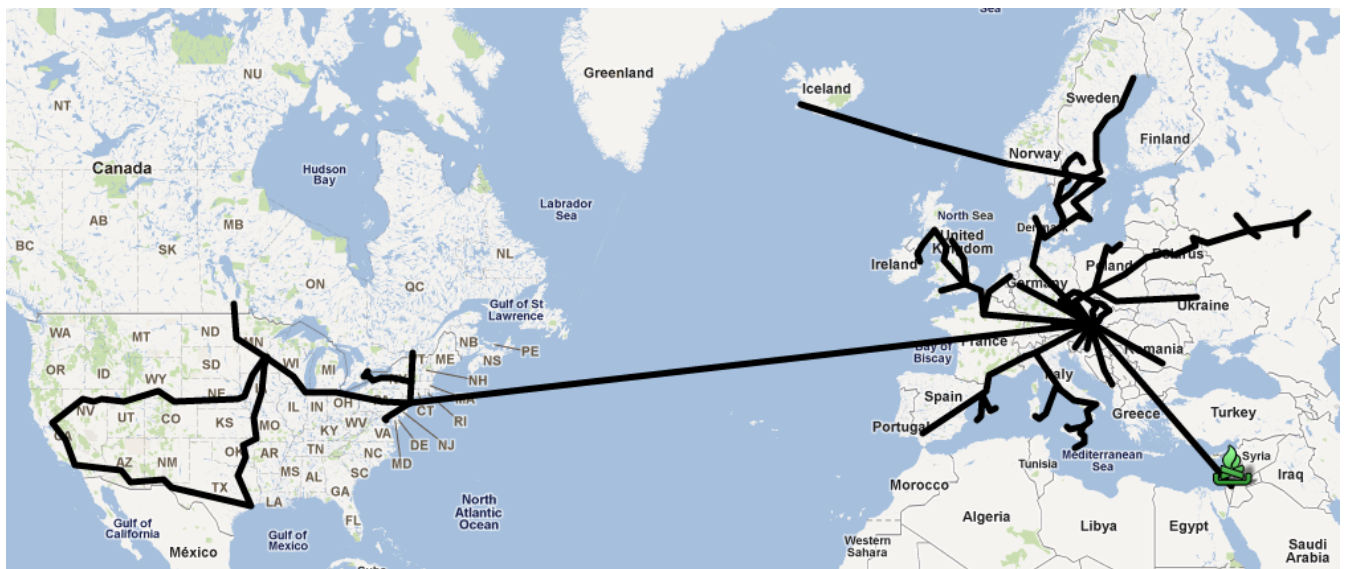 Sea
Greenland
Iceland
NU
NT
Sweden
Finland
Norway
Canada
Hudson
Bay
Labrador
Sea
AB
MB
SK
BC
ON
QC
NL
North Sea
United
Kingdom
Ireland
Denmark
Belarus
Poland
Germany
Ukraine
Gulf of St
Lawrence
WA
MT
ND
MN
OR
ID
SD
WI
MI
WY
NB
PE
VT
ME
NS
NH
MA
Bay of
Biscay
France
Romania
NE
NV
UT
CO
IL
IN
OH
PA
CT
RI
KS
MO
KY
WV
VA
DE
NJ
MD
CA
AZ
NM
OK
AR
TN
NC
SC
MS
AL
GA
TX
LA
FL
Italy
Spain
Portugal
Greece
Turkey
Syria
Iraq
Tunisia
Mediterranean
Sea
Morocco
Algeria
Libya
Egypt
Saudi
Arabia
Western
Sahara
North
Atlantic
Ocean
Gulf of
California
Gulf of
Mexico
México
Cuba